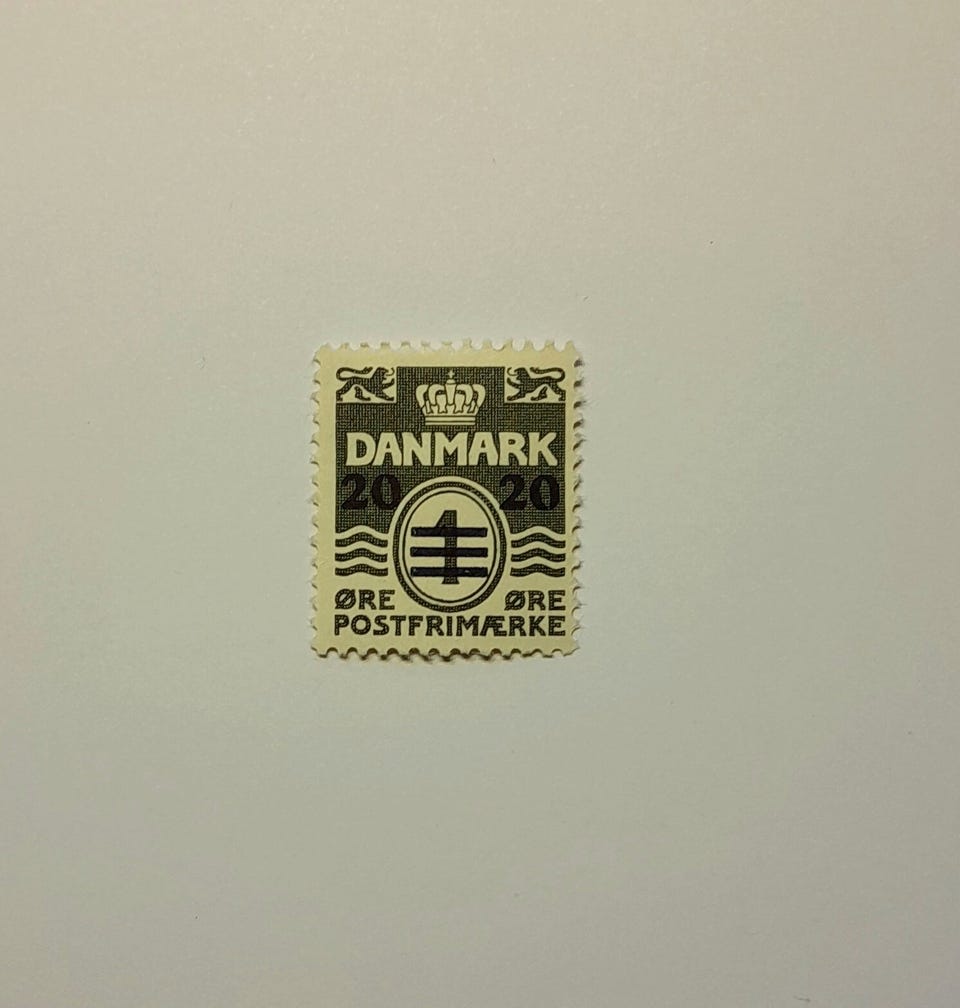 DANMARK
20 20
1
ØRE ØRE
POSTFRIMÆRKE